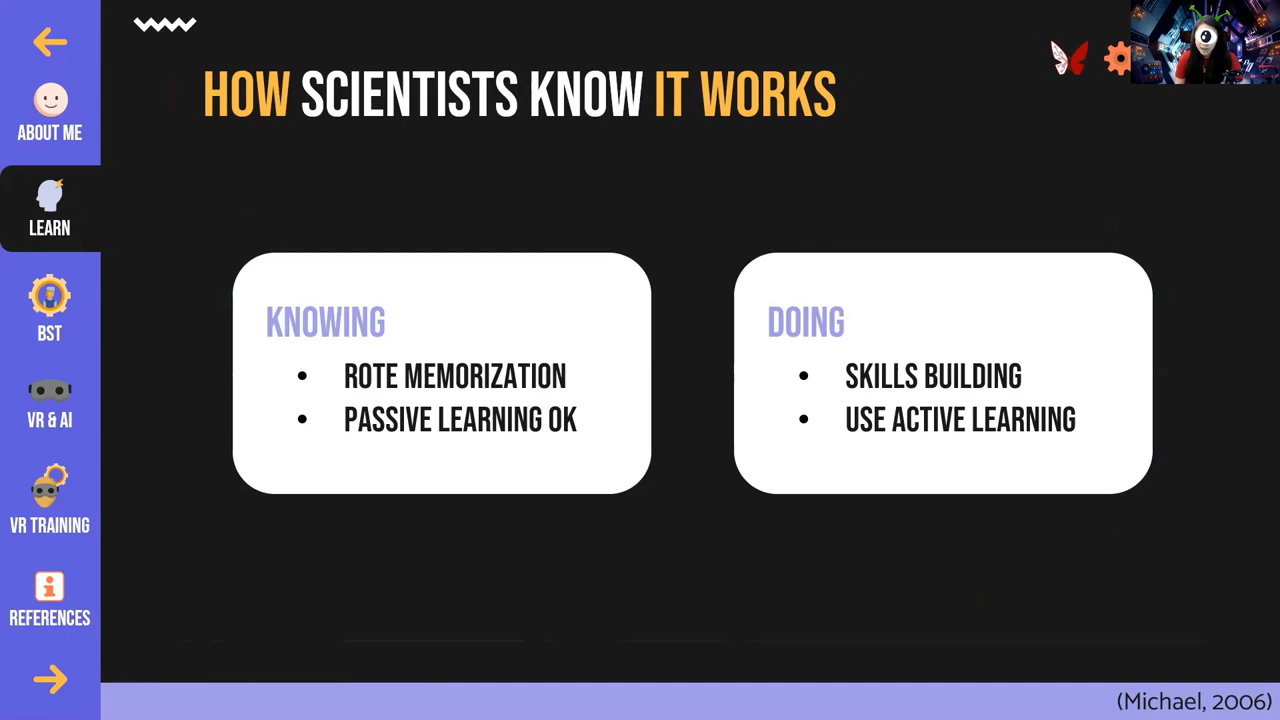 HOW SCIENTISTS KNOW IT WORKS
ABOUT ME
LEARN
BST
VR & AI
VR TRAINING
REFERENCES
KNOWING
• ROTE MEMORIZATION
• PASSIVE LEARNING OK
DOING
• SKILLS BUILDING
• USE ACTIVE LEARNING
(Michael, 2006)